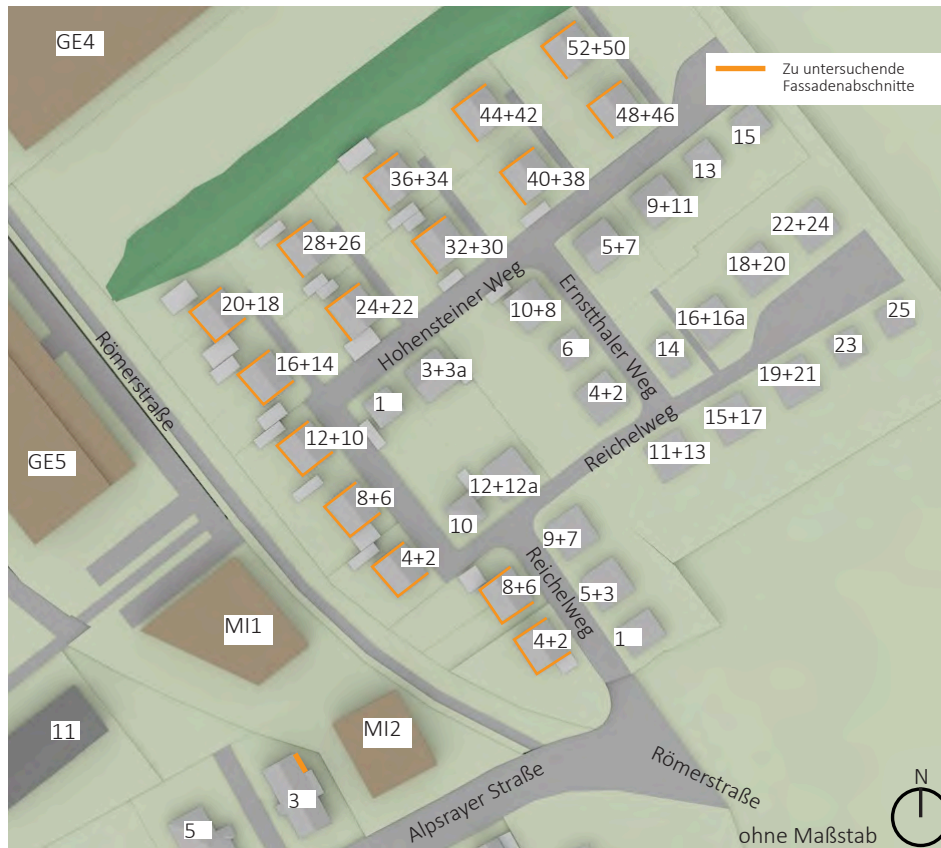 GE4
52+50
Zu untersuchende
Fassadenabschnitte
44+42
48+46
15
13
36+34
40+38
9+11
22+24
28+26
32+30
5+7
18+20
20+18
24+22
Hohensteiner Weg
10+8
Ernstthaler Weg
16+16a
25
Römerstraße
16+14
3+3a
6
14
23
1
4+2
19+21
12+10
15+17
Reichelweg
11+13
GE5
12+12a
8+6
10
9+7
4+2
8+6
Reichelweg
5+3
MI1
4+2
1
11
MI2
3
5
Alpsrayer Straße
Römerstraße
N
ohne Maßstab